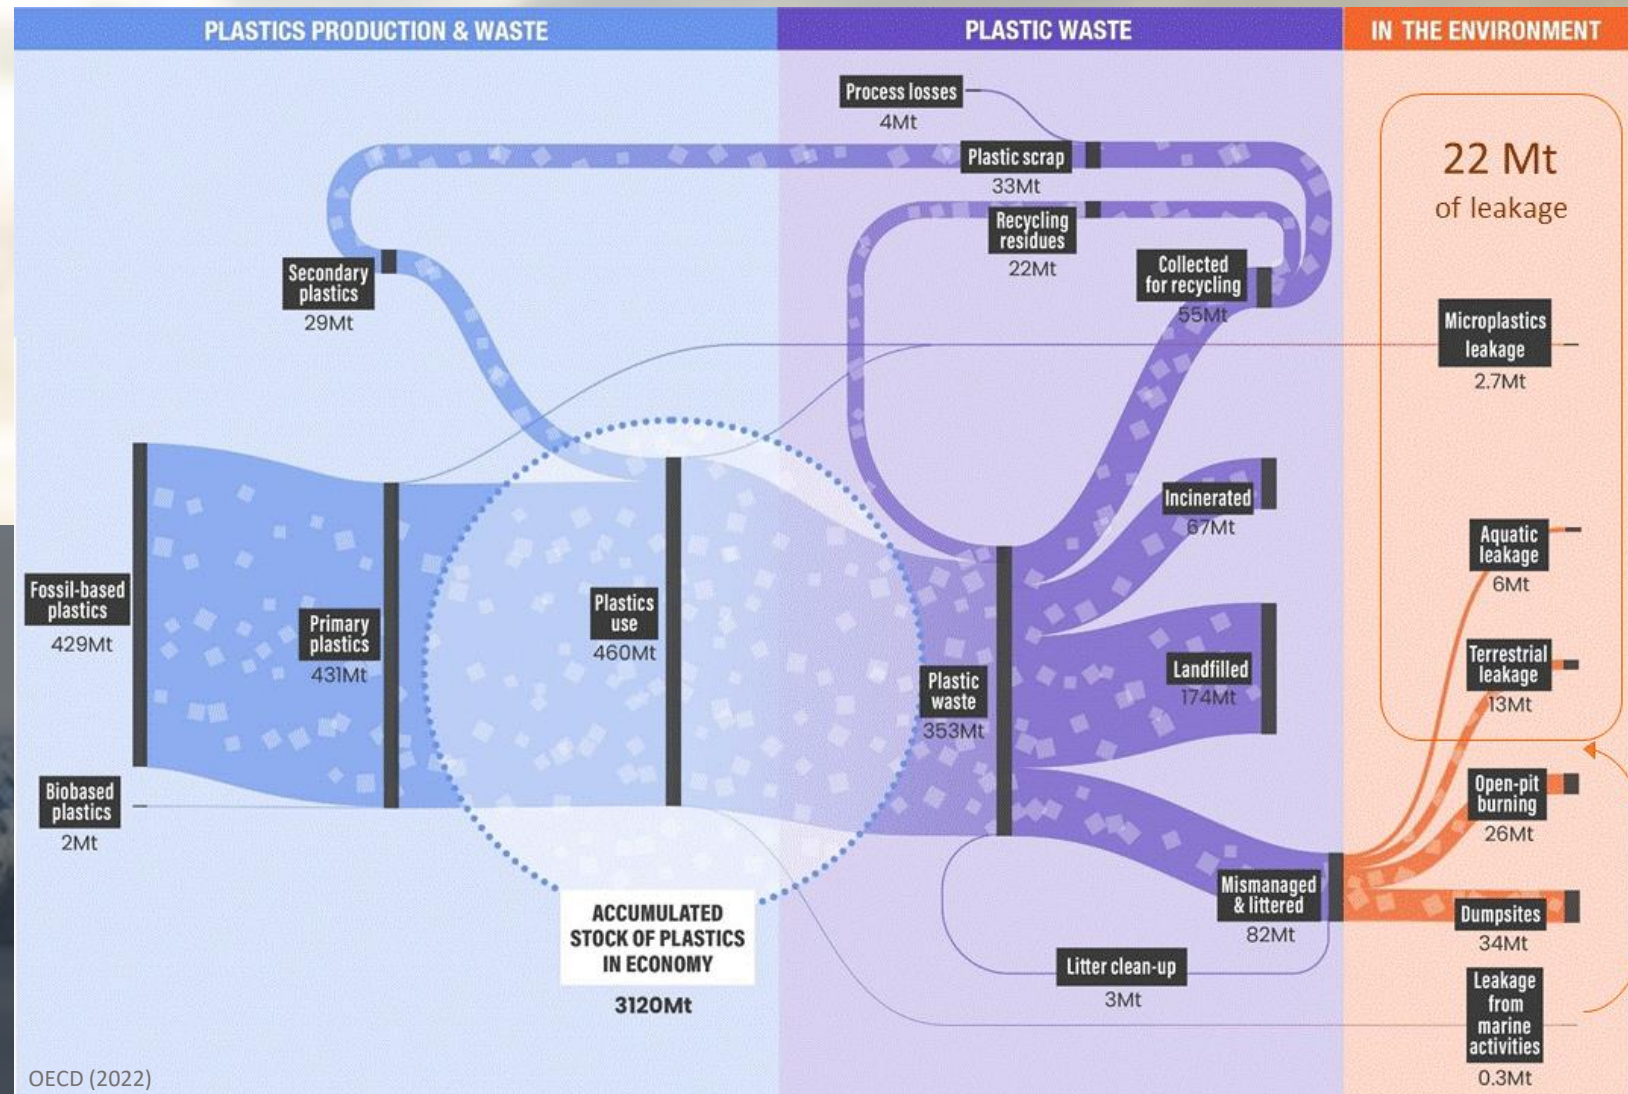 PLASTICS PRODUCTION & WASTE
PLASTIC WASTE
IN THE ENVIRONMENT
Process losses
4Mt
Plastic scrap
33Mt
Recycling
residues
22Mt
Collected
for recycling
55Mt
Secondary
plastics
29Mt
22 Mt
of leakage
Microplastics
leakage
2.7Mt
Fossil-based
plastics
429Mt
Primary
plastics
431Mt
Plastics
use
460Mt
Plastic
waste
353Mt
Incinerated
67Mt
Landfilled
174Mt
Aquatic
leakage
6Mt
Terrestrial
leakage
13Mt
Open-pit
burning
26Mt
Biobased
plastics
2Mt
Mismanaged
& littered
82Mt
Dumpsites
34Mt
ACCUMULATED
STOCK OF PLASTICS
IN ECONOMY
3120Mt
Litter clean-up
3Mt
Leakage
from
marine
activities
0.3Mt
OECD (2022)